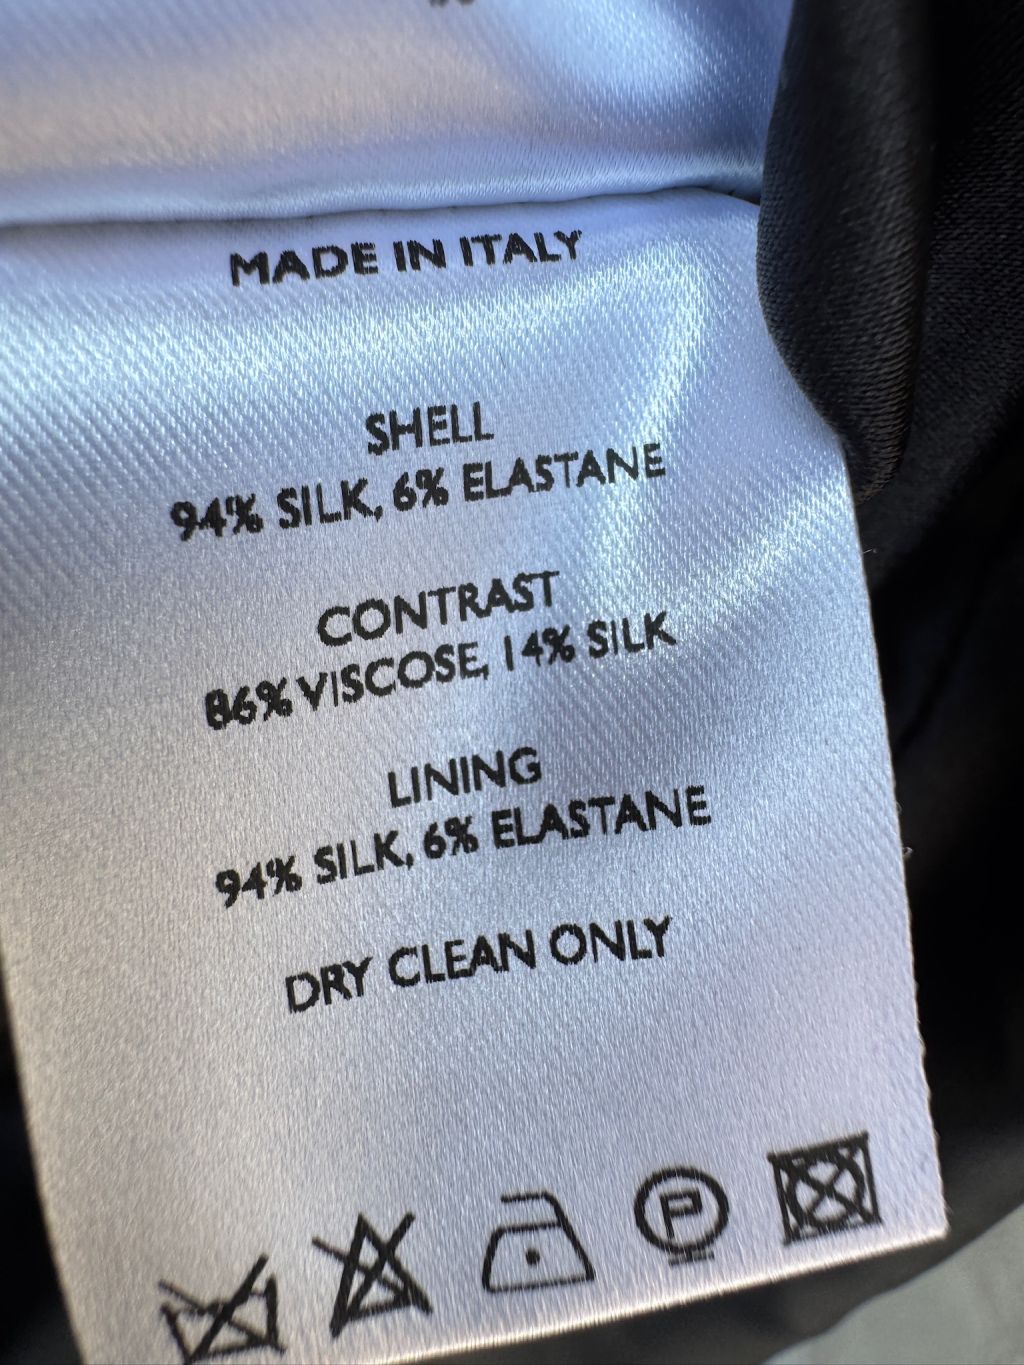 MADE IN ITALY
SHELL
94% SILK, 6% ELASTANE
CONTRAST
86% VISCOSE, 14% SILK
LINING
94% SILK, 6% ELASTANE
DRY CLEAN ONLY
P